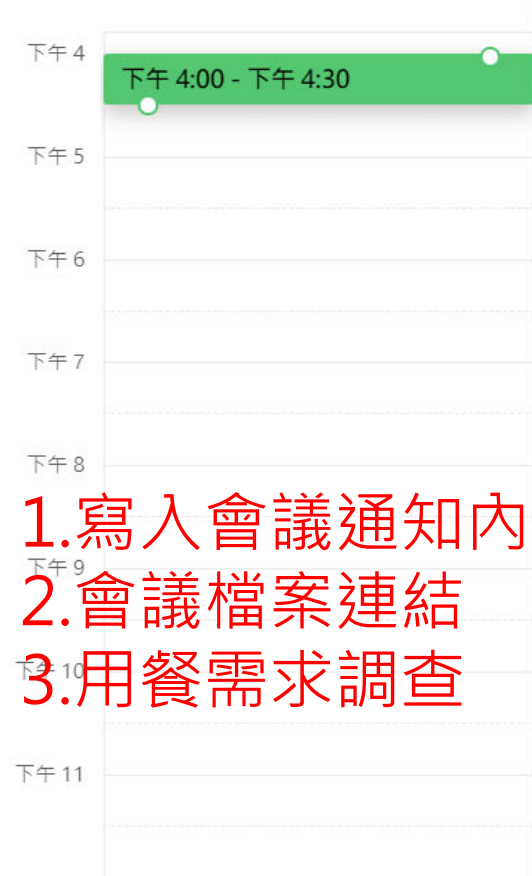 下午 4
下午 4:00 - 下午 4:30
下午 5
下午 6
下午 7
下午 8
1.寫入會議通知內
下午 9
2.會議檔案連結
下午 10
3.用餐需求調查
下午 11